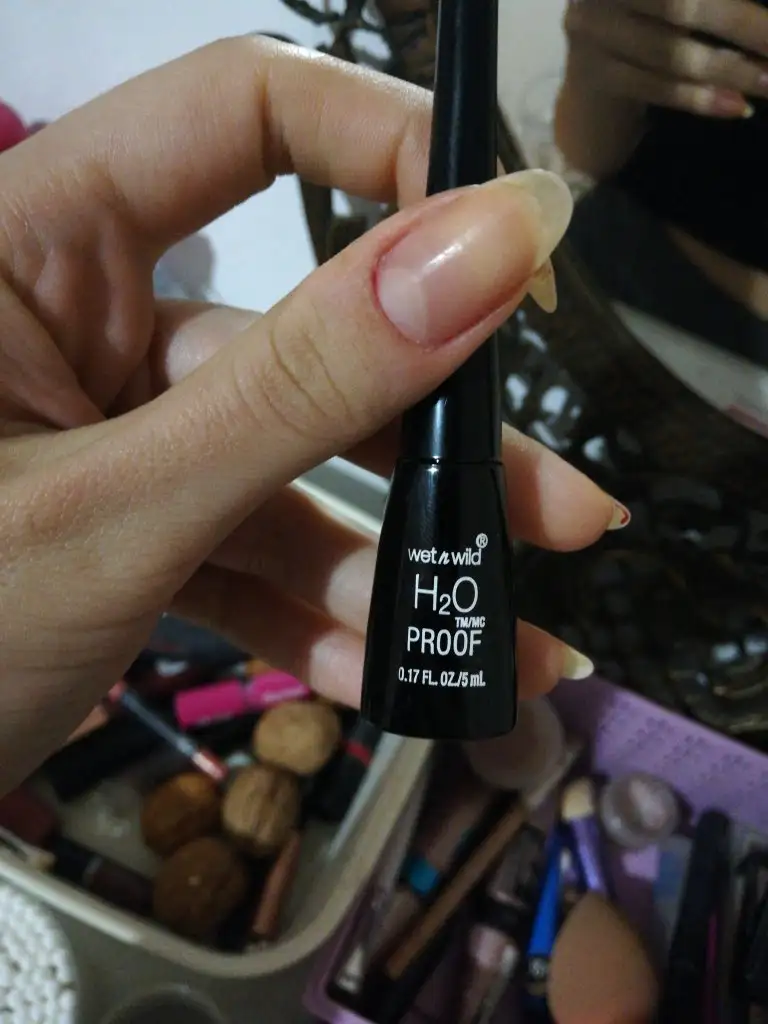 wet n wild®
H2O
TM/MC
PROOF
0.17 FL. OZ./5 mL